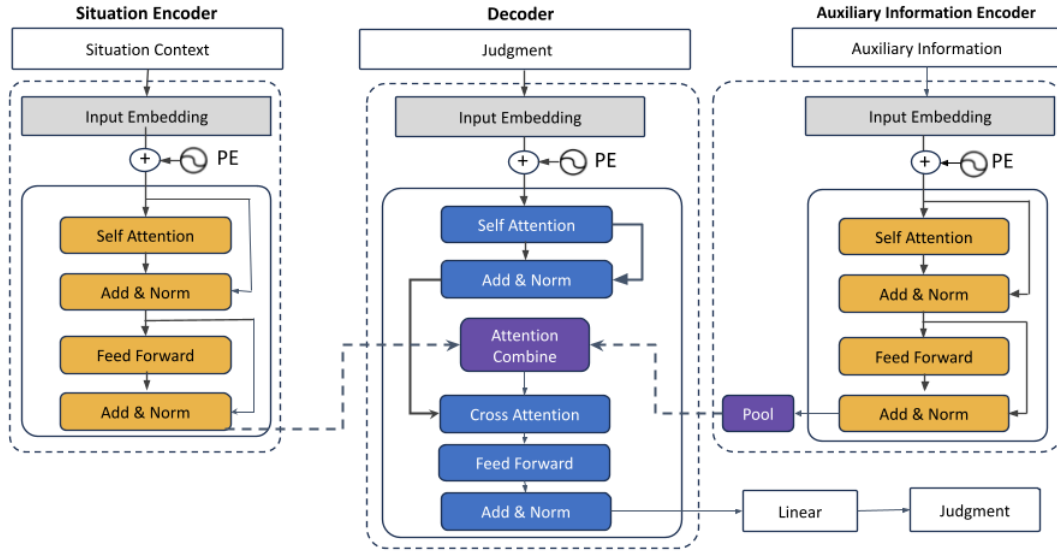 Situation Encoder
Situation Context
Input Embedding
+
PE
Self Attention
Add & Norm
Feed Forward
Add & Norm
Decoder
Judgment
Input Embedding
+
PE
Self Attention
Add & Norm
Attention
Combine
Cross Attention
Feed Forward
Add & Norm
Auxiliary Information Encoder
Auxiliary Information
Input Embedding
+
PE
Self Attention
Add & Norm
Feed Forward
Add & Norm
Pool
Linear
Judgment